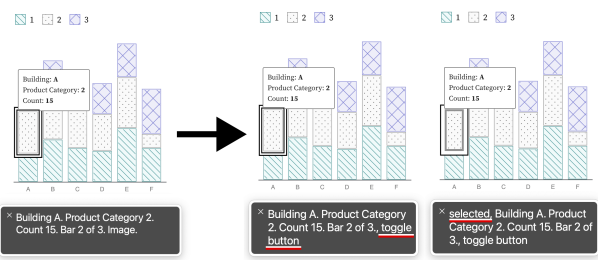 1 2 3
Building: A
Product Category: 2
Count: 15
A B C D E F
× Building A. Product Category 2.
Count 15. Bar 2 of 3. Image.
1 2 3
Building: A
Product Category: 2
Count: 15
A B C D E F
× Building A. Product Category
2. Count 15. Bar 2 of 3., toggle
button
1 2 3
Building: A
Product Category: 2
Count: 15
A B C D E F
× selected, Building A. Product
Category 2. Count 15. Bar 2 of
3., toggle button